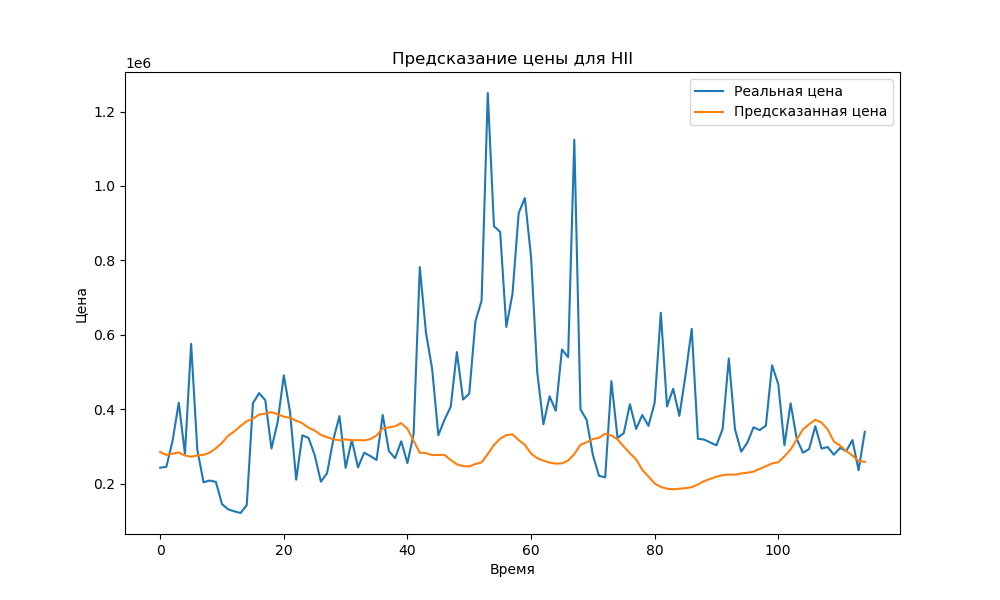 Предсказание цены для HII
1e6
Реальная цена
Предсказанная цена
1.2
1.0
0.8
0.6
0.4
0.2
Цена
0 20 40 60 80 100
Время